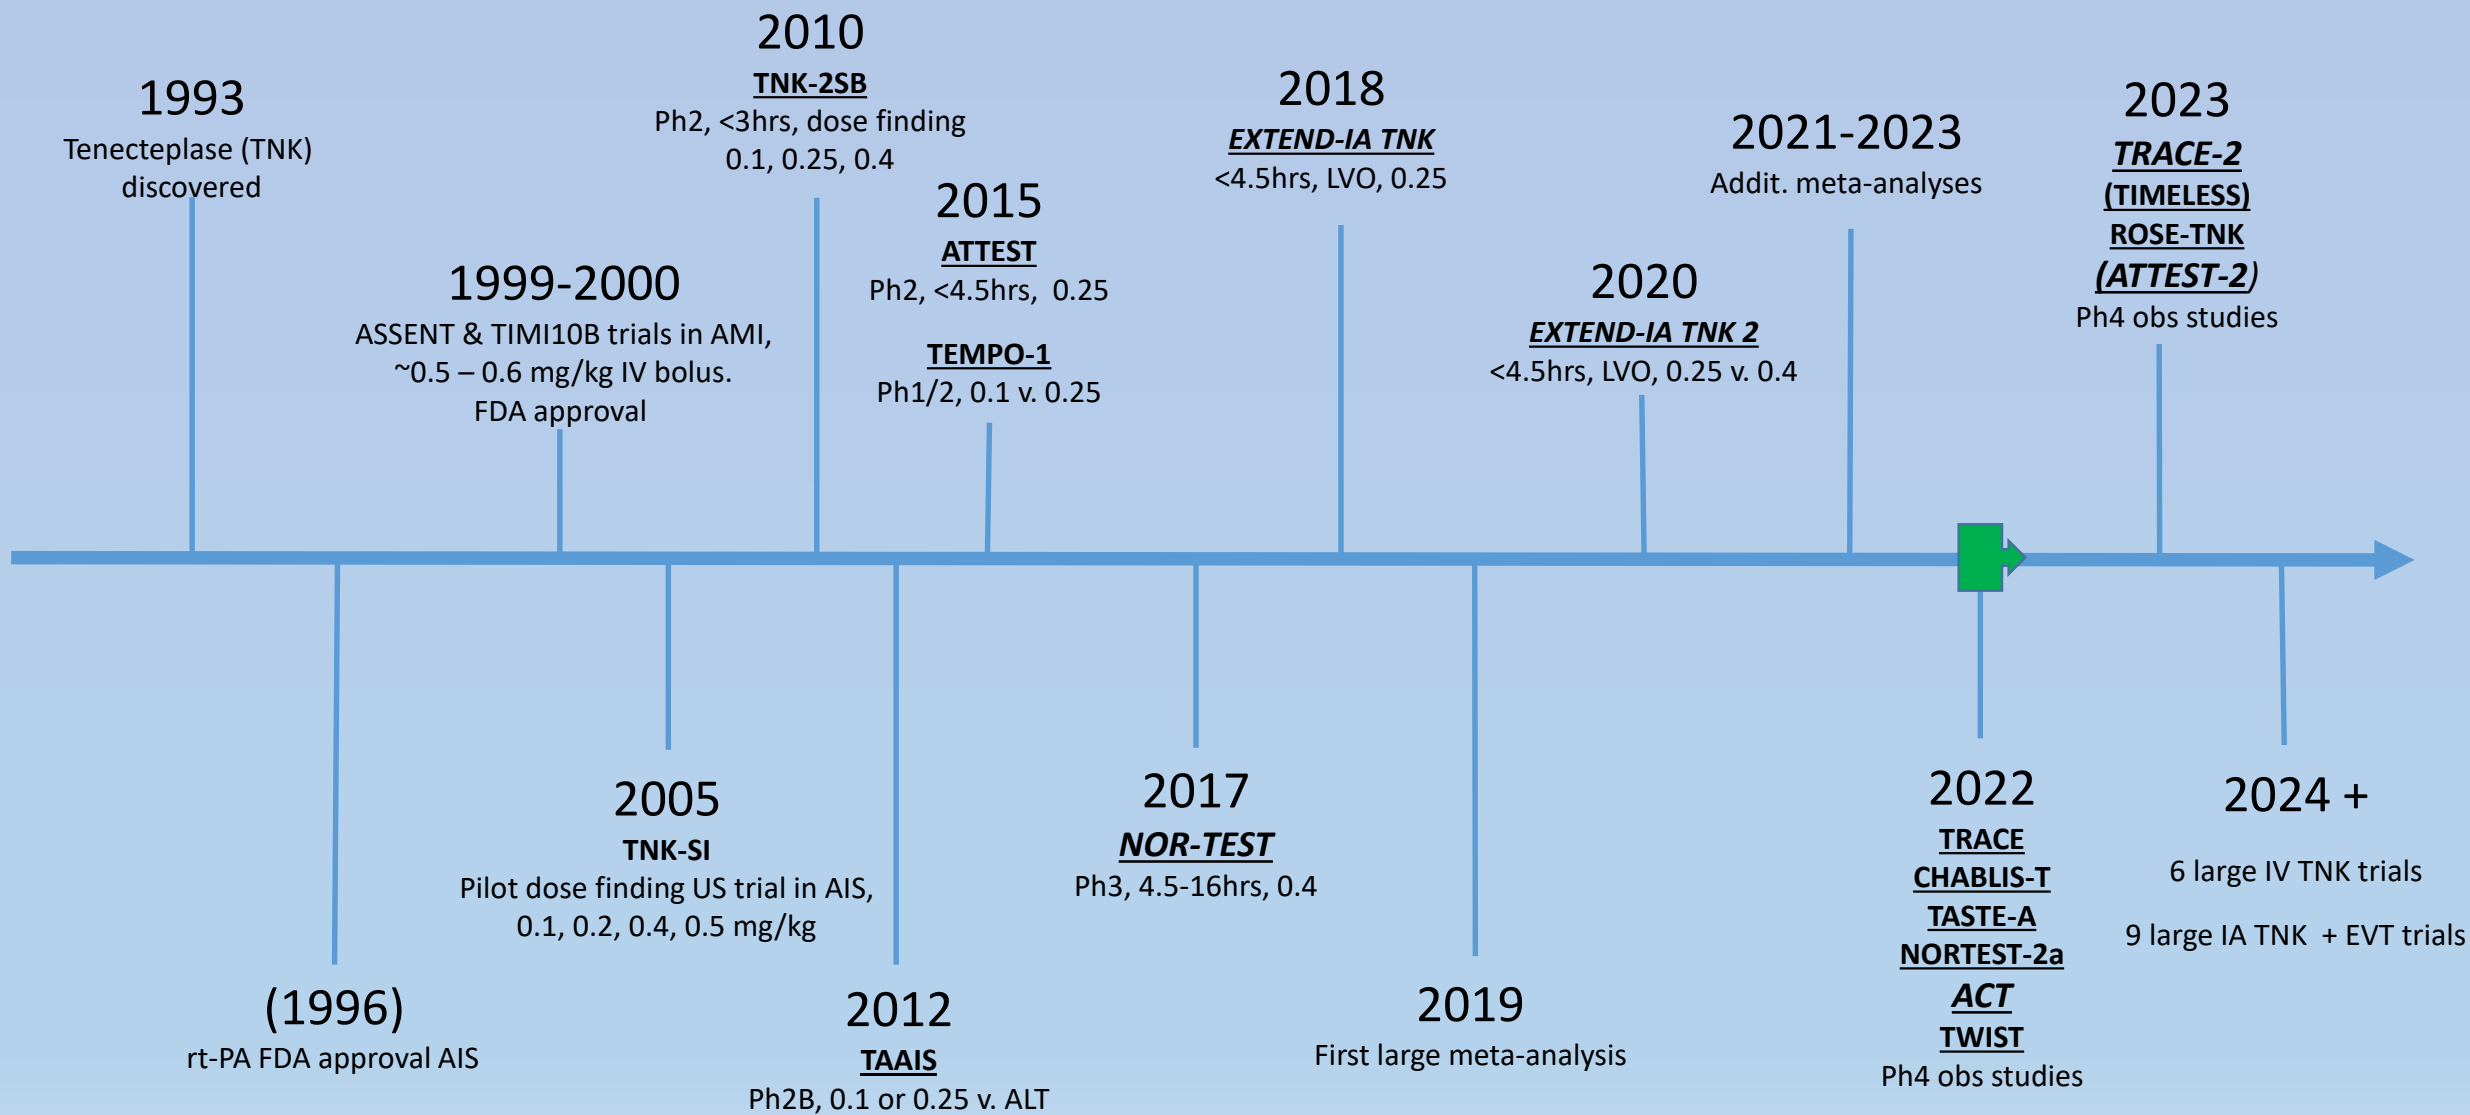 1993
Tenecteplase (TNK)
discovered
(1996)
rt-PA FDA approval AIS
1999-2000
ASSENT & TIMI10B trials in AMI,
~0.5 – 0.6 mg/kg IV bolus.
FDA approval
2005
TNK-SI
Pilot dose finding US trial in AIS,
0.1, 0.2, 0.4, 0.5 mg/kg
2010
TNK-2SB
Ph2, <3hrs, dose finding
0.1, 0.25, 0.4
2012
TAAIS
Ph2B, 0.1 or 0.25 v. ALT
2015
ATTEST
Ph2, <4.5hrs, 0.25
TEMPO-1
Ph1/2, 0.1 v. 0.25
2017
NOR-TEST
Ph3, 4.5-16hrs, 0.4
2018
EXTEND-IA TNK
<4.5hrs, LVO, 0.25
2019
First large meta-analysis
2020
EXTEND-IA TNK 2
<4.5hrs, LVO, 0.25 v. 0.4
2021-2023
Addit. meta-analyses
2022
TRACE
CHABLIS-T
TASTE-A
NORTEST-2a
ACT
TWIST
Ph4 obs studies
2023
TRACE-2
(TIMELESS)
ROSE-TNK
(ATTEST-2)
Ph4 obs studies
2024 +
6 large IV TNK trials
9 large IA TNK + EVT trials